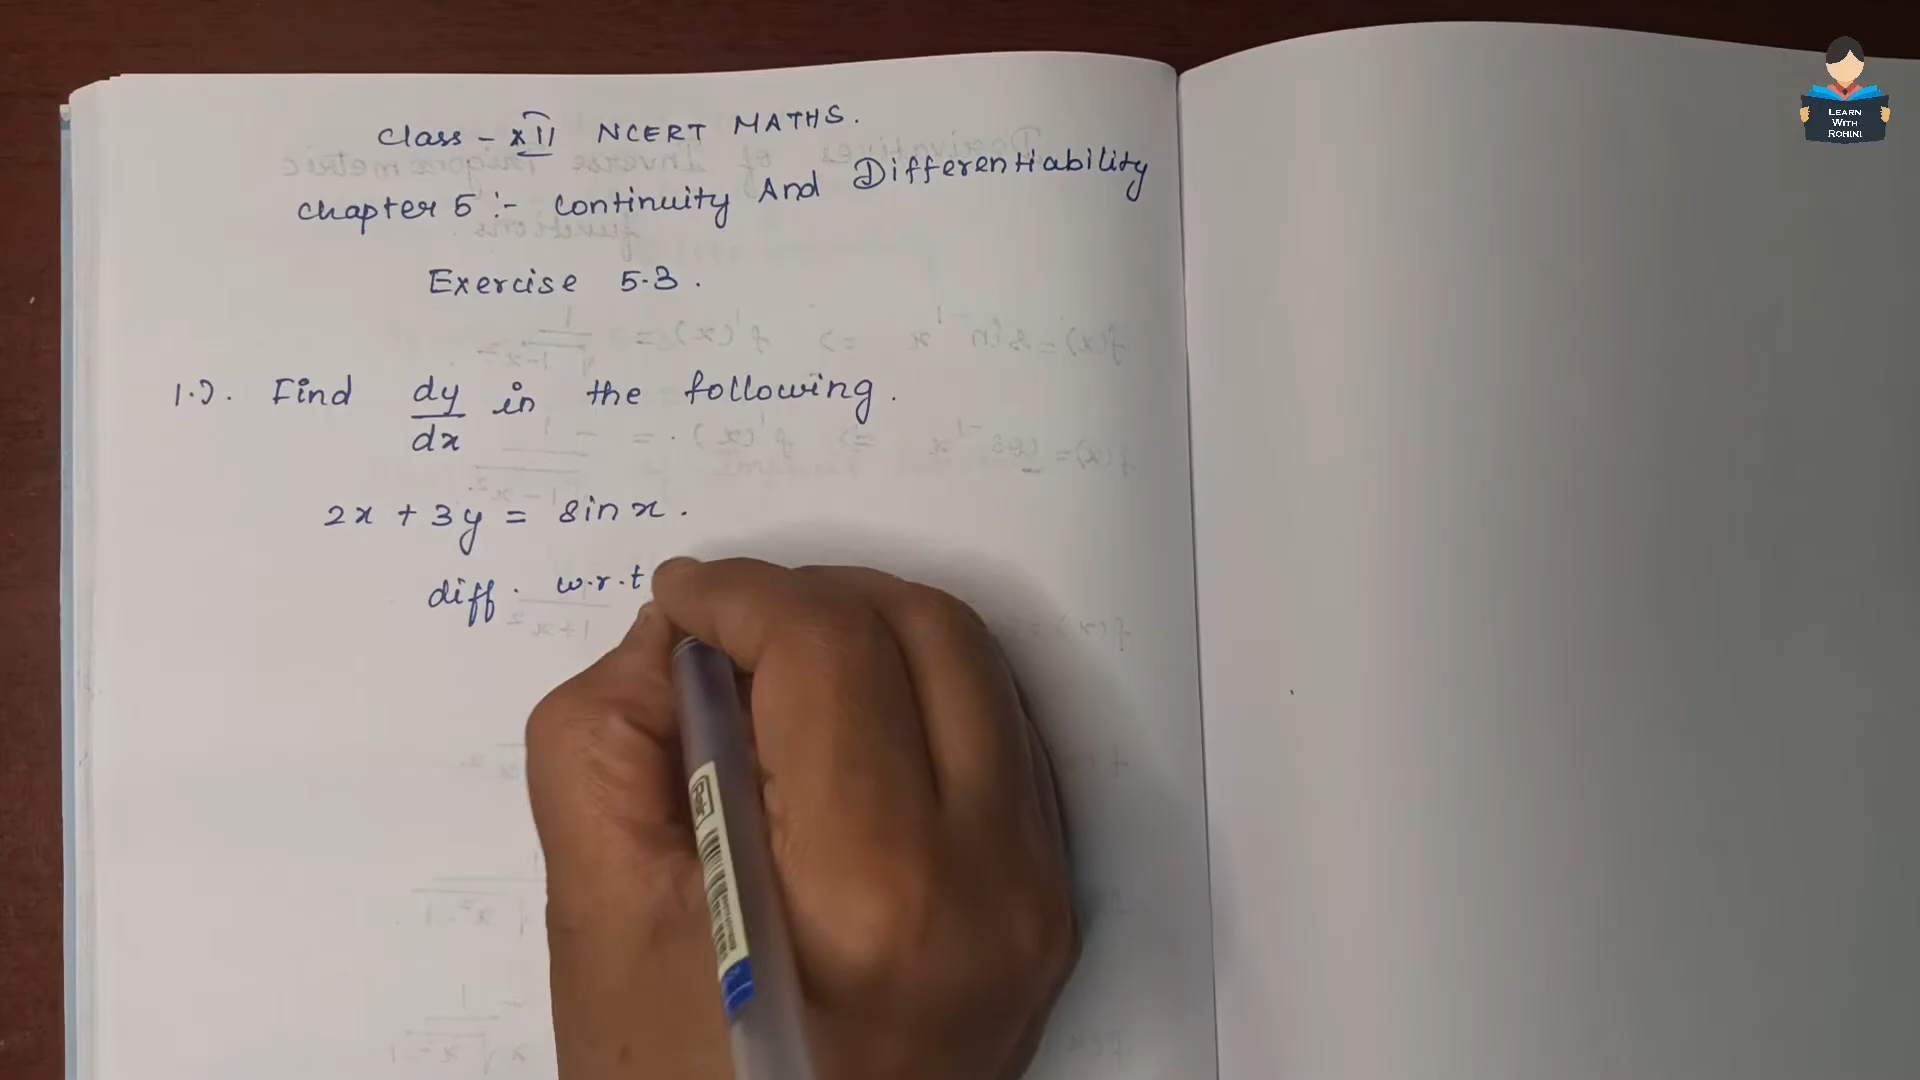 Class - XII NCERT MATHS.
Chapter 5 :- Continuity And Differentiability
Exercise 5.3.
1.). Find dy/dx in the following.
2x + 3y = sin x.
diff. w.r.t
LEARN
WITH
ROHINI